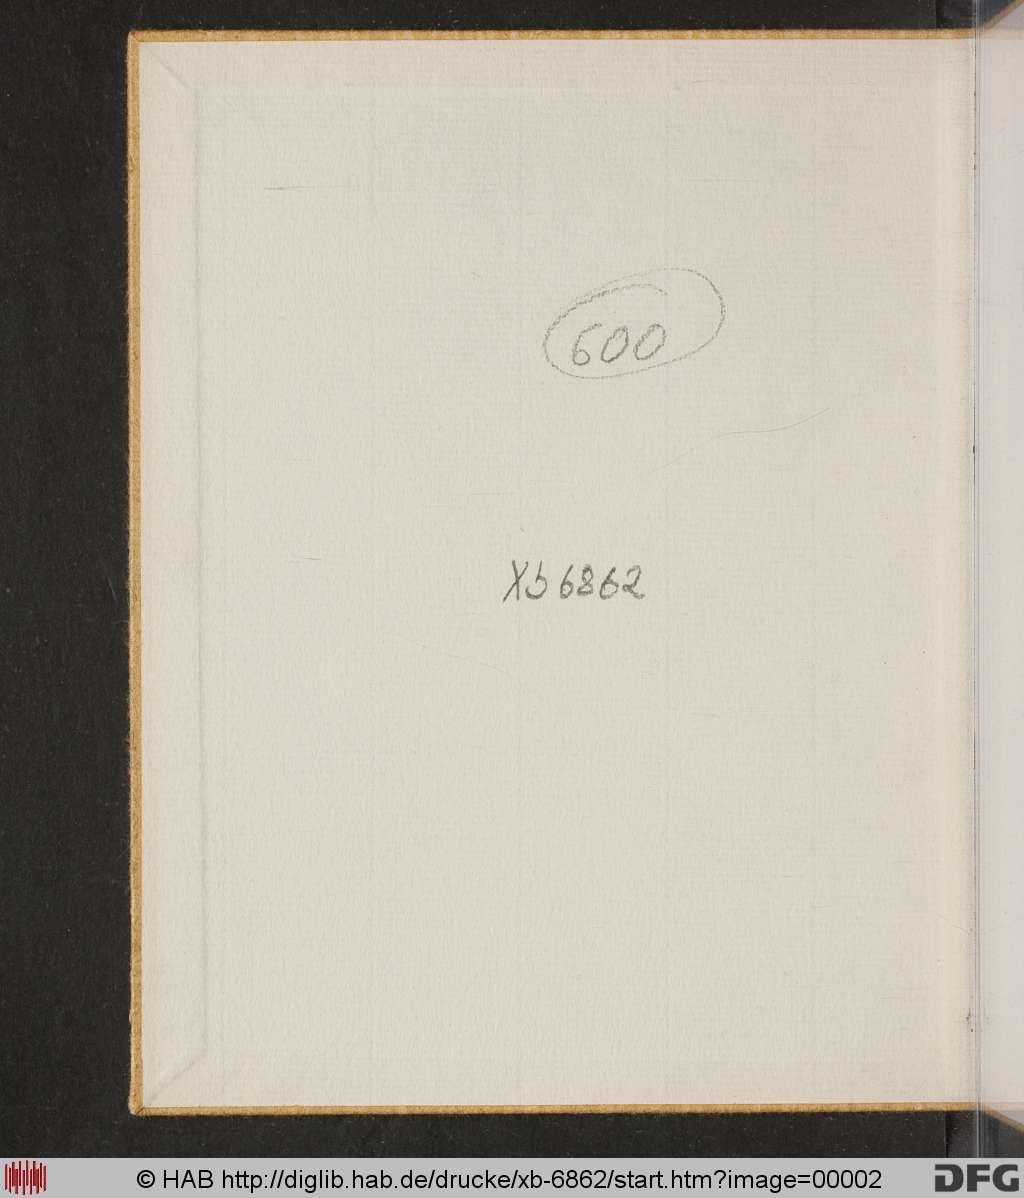 600
Xb 6862
© HAB http://diglib.hab.de/drucke/xb-6862/start.htm?image=00002
DFG